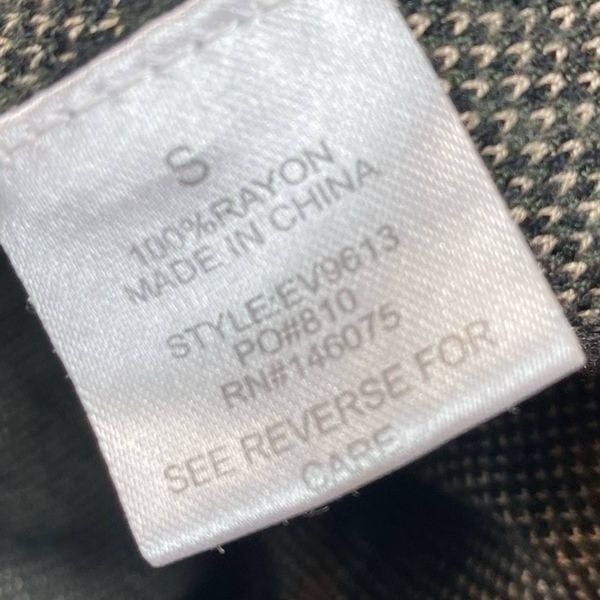 S
100%RAYON
MADE IN CHINA
STYLE:EV9613
PO#810
RN#146075
SEE REVERSE FOR
CARE